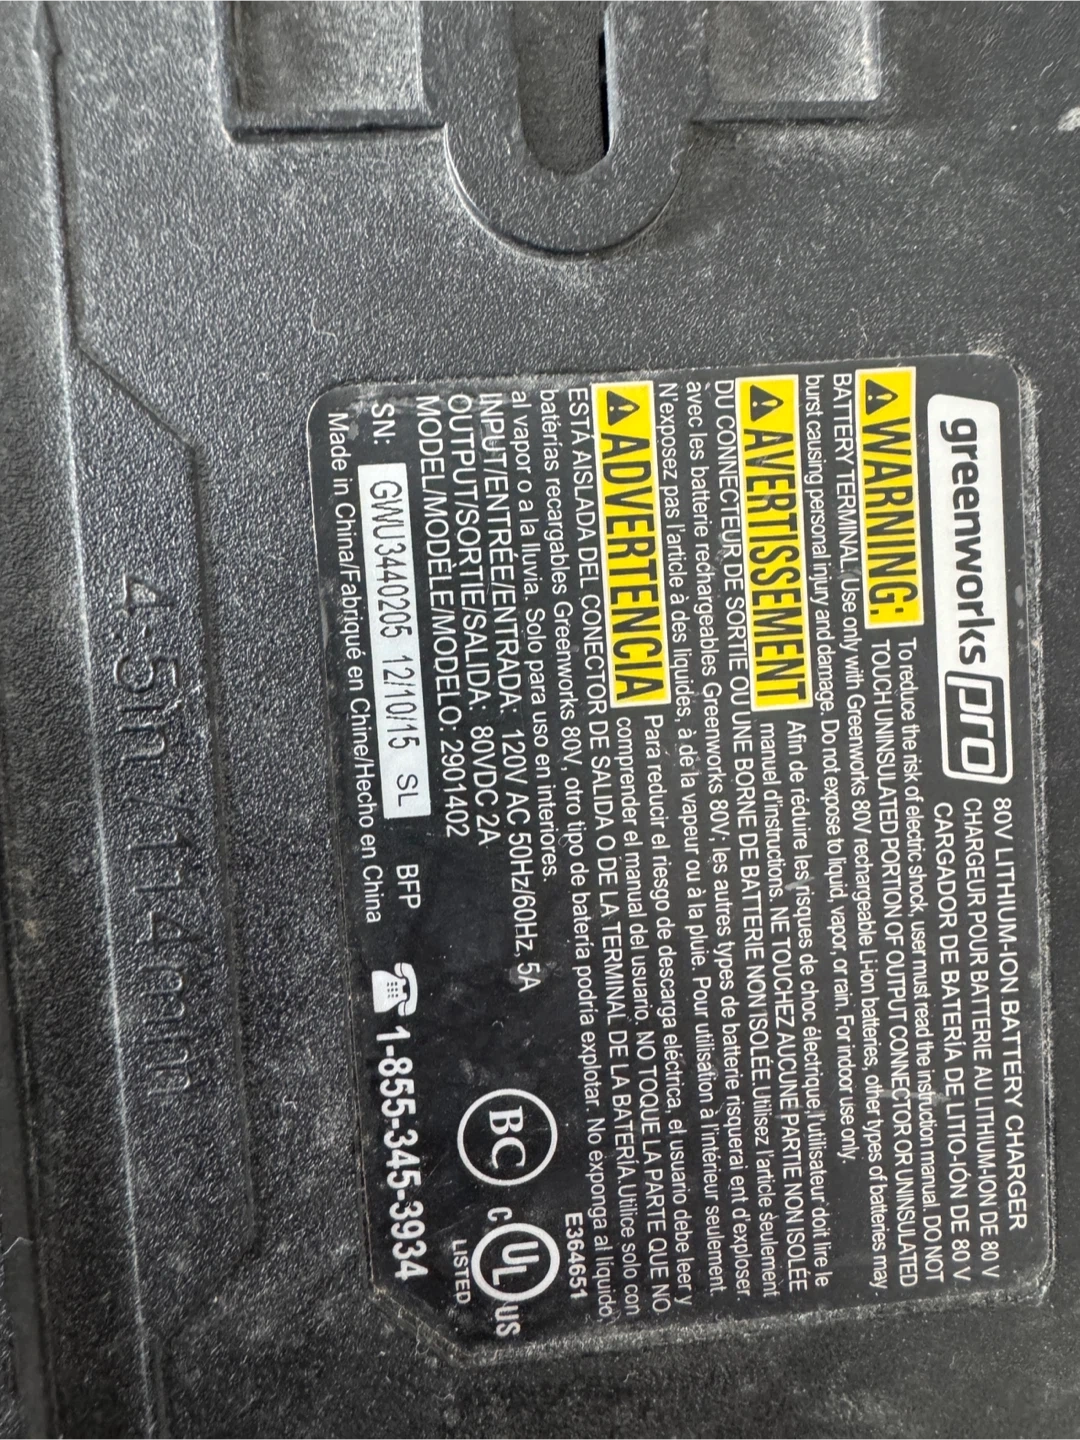 greenworks pro
80V LITHIUM-ION BATTERY CHARGER
CHARGEUR POUR BATTERIE AU LITHIUM-ION DE 80 V
CARGADOR DE BATERÍA DE LITIO-IÓN DE 80 V
WARNING: To reduce the risk of electric shock, user must read the instruction manual. DO NOT
TOUCH UNINSULATED PORTION OF OUTPUT CONNECTOR OR UNINSULATED
BATTERY TERMINAL. Use only with Greenworks 80V rechargeable Li-ion batteries, other types of batteries may
burst causing personal injury and damage. Do not expose to liquid, vapor, or rain. For indoor use only.
AVERTISSEMENT Afin de réduire les risques de choc électrique, l'utilisateur doit lire le
manuel d'instructions. NE TOUCHEZ AUCUNE PARTIE NON ISOLÉE
DU CONNECTEUR DE SORTIE OU UNE BORNE DE BATTERIE NON ISOLÉE. Utilisez l'article seulement
avec les batterie rechargeables Greenworks 80V; les autres types de batterie risquerai ent d'exploser.
N'exposez pas l'article à des liquides, à de la vapeur ou à la pluie. Pour utilisation à l'intérieur seulement.
ADVERTENCIA Para reducir el riesgo de descarga eléctrica, el usuario debe leer y
comprender el manual del usuario. NO TOQUE LA PARTE QUE NO
ESTÁ AISLADA DEL CONECTOR DE SALIDA O DE LA TERMINAL DE LA BATERÍA. Utilice solo con
baterías recargables Greenworks 80V, otro tipo de batería podría explotar. No exponga al líquido,
al vapor o a la lluvia. Solo para uso en interiores.
INPUT/ENTRÉE/ENTRADA: 120V AC 50Hz/60Hz, 5A
OUTPUT/SORTIE/SALIDA: 80VDC 2A
MODEL/MODÈLE/MODELO: 2901402
SN: GWU3440205 12/10/15 SL BFP
Made in China/Fabriqué en Chine/Hecho en China
1-855-345-3934
BC
E364651
C UL US
LISTED
4.5in / 114mm